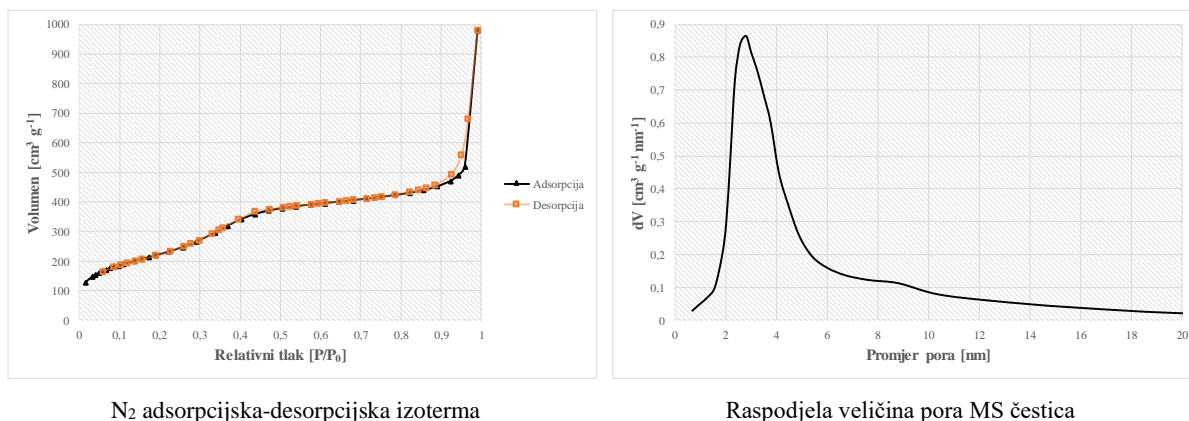 1000
900
800
700
600
500
400
300
200
100
0
Volumen [cm³ g⁻¹]
0 0,1 0,2 0,3 0,4 0,5 0,6 0,7 0,8 0,9 1
Relativni tlak [P/P₀]
Adsorpcija
Desorpcija
0,9
0,8
0,7
0,6
0,5
0,4
0,3
0,2
0,1
0
dV [cm³ g⁻¹ nm⁻¹]
0 2 4 6 8 10 12 14 16 18 20
Promjer pora [nm]
N₂ adsorpcijska-desorpcijska izoterma
Raspodjela veličina pora MS čestica